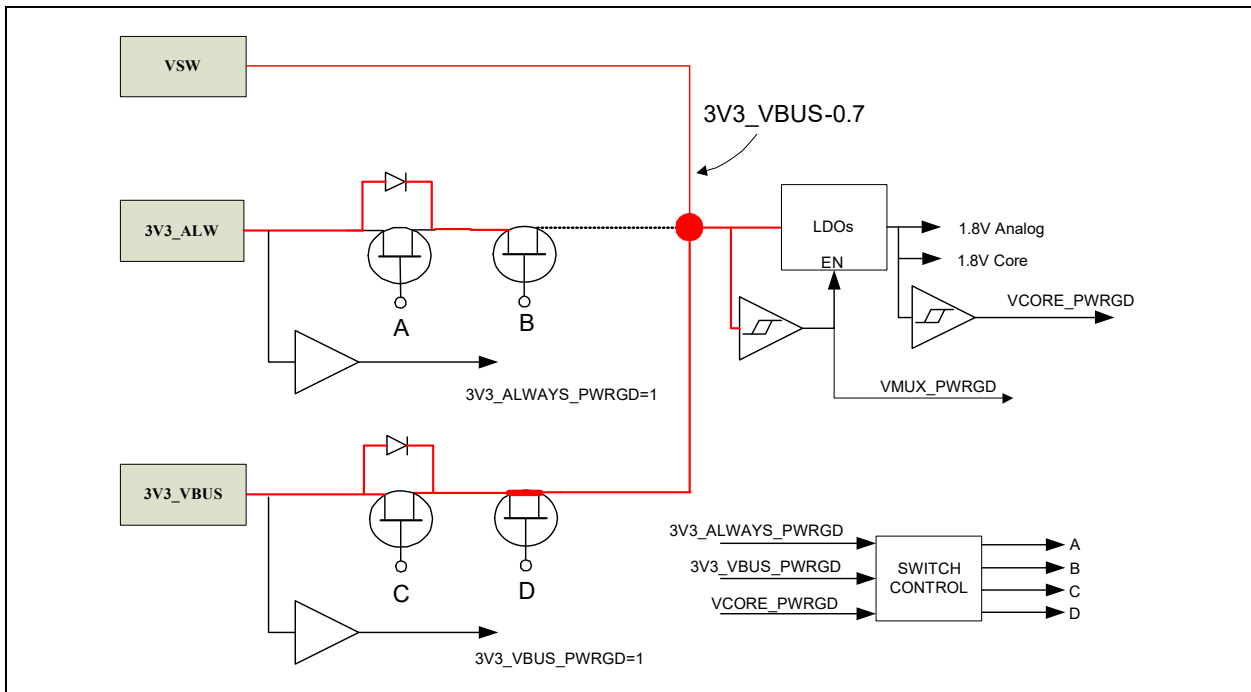 VSW
3V3_VBUS-0.7
3V3_ALW
LDOs
EN
1.8V Analog
1.8V Core
A
B
VCORE_PWRGD
3V3_ALWAYS_PWRGD=1
VMUX_PWRGD
3V3_VBUS
C
D
3V3_VBUS_PWRGD=1
3V3_ALWAYS_PWRGD
3V3_VBUS_PWRGD
VCORE_PWRGD
SWITCH
CONTROL
A
B
C
D